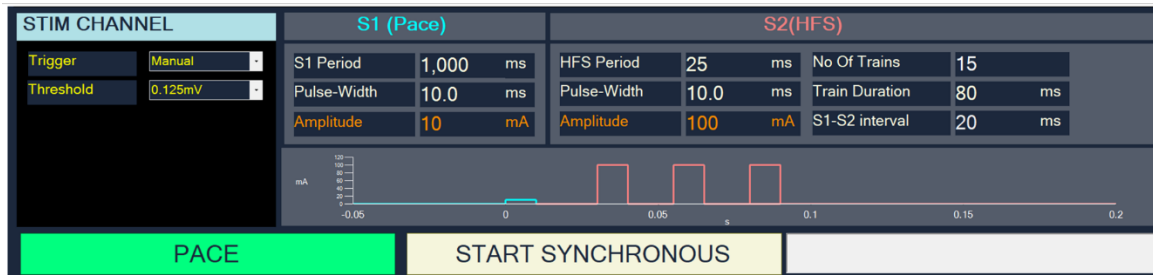 STIM CHANNEL
S1 (Pace)
S2(HFS)
Trigger Manual
Threshold 0.125mV
S1 Period 1,000 ms
Pulse-Width 10.0 ms
Amplitude 10 mA
HFS Period 25 ms
Pulse-Width 10.0 ms
Amplitude 100 mA
No Of Trains 15
Train Duration 80 ms
S1-S2 interval 20 ms
mA
120
100
80
60
40
20
0
-0.05 0 0.05 0.1 0.15 0.2
s
PACE
START SYNCHRONOUS